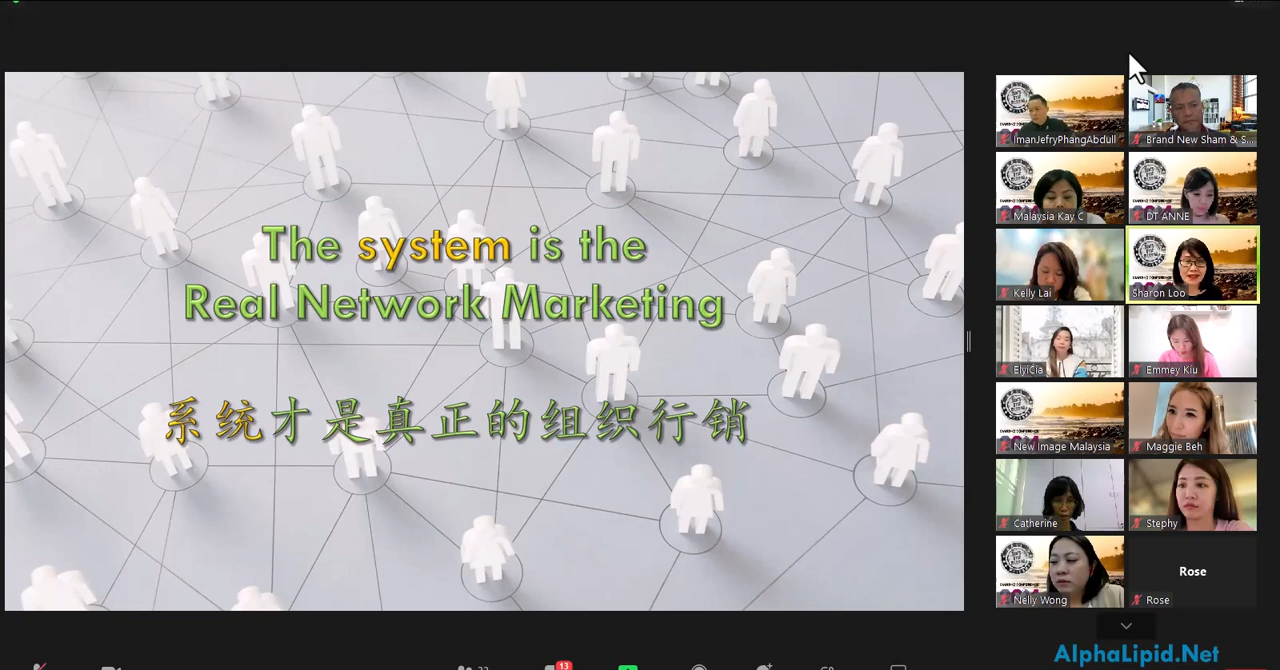 The system is the
Real Network Marketing
系统才是真正的组织行销
ImanJefryPhangAbdull
Brand New Sham & S...
Malaysia Kay C
DT ANNE
Kelly Lai
Sharon Loo
ElyiCia
Emmey Kiu
New Image Malaysia
Maggie Beh
Catherine
Stephy
Nelly Wong
Rose
Rose
13
AlphaLipid.Net